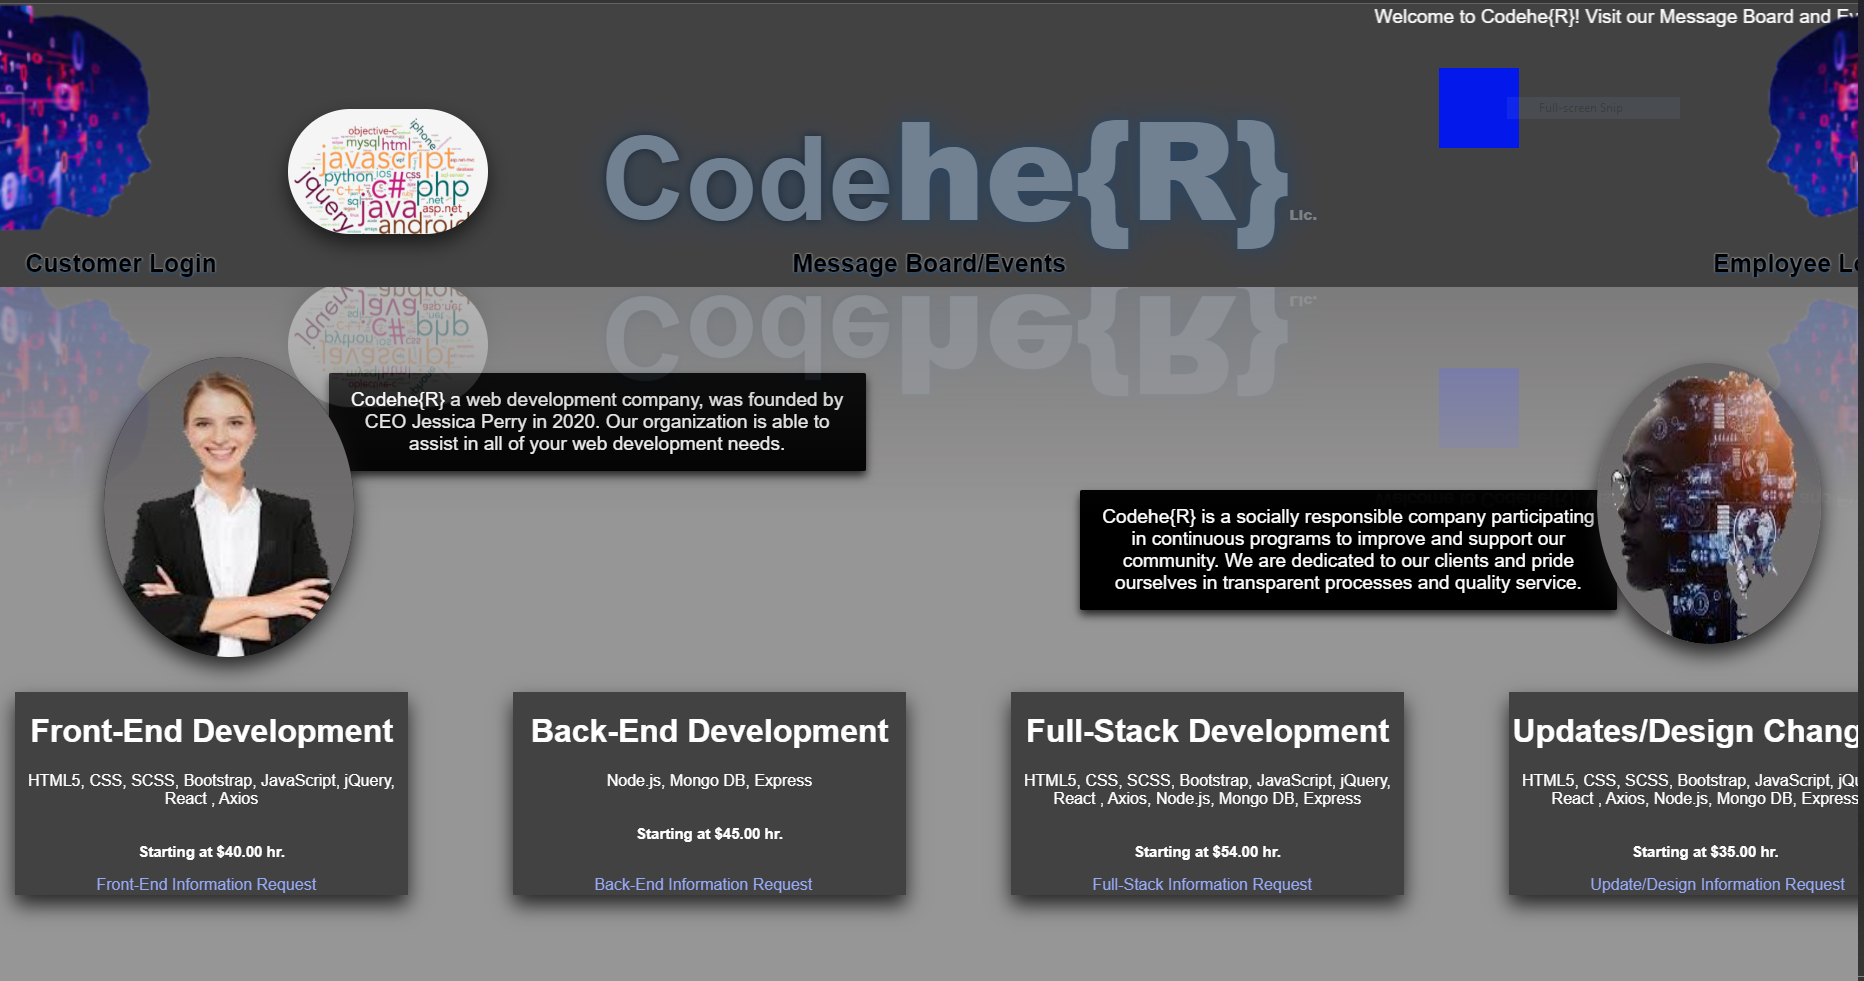 Welcome to Codehe{R}! Visit our Message Board and Ev
Full-screen Snip
objective-c
iphone
mysql html
javascript
python ios css
c++ c# php
sql .net
jquery java asp.net
android
Codehe{R} Llc.
Customer Login
Message Board/Events
Employee Lo
Codehe{R} a web development company, was founded by
CEO Jessica Perry in 2020. Our organization is able to
assist in all of your web development needs.
Codehe{R} is a socially responsible company participating
in continuous programs to improve and support our
community. We are dedicated to our clients and pride
ourselves in transparent processes and quality service.
Front-End Development
HTML5, CSS, SCSS, Bootstrap, JavaScript, jQuery,
React , Axios
Starting at $40.00 hr.
Front-End Information Request
Back-End Development
Node.js, Mongo DB, Express
Starting at $45.00 hr.
Back-End Information Request
Full-Stack Development
HTML5, CSS, SCSS, Bootstrap, JavaScript, jQuery,
React , Axios, Node.js, Mongo DB, Express
Starting at $54.00 hr.
Full-Stack Information Request
Updates/Design Chang
HTML5, CSS, SCSS, Bootstrap, JavaScript, jQu
React , Axios, Node.js, Mongo DB, Express
Starting at $35.00 hr.
Update/Design Information Request